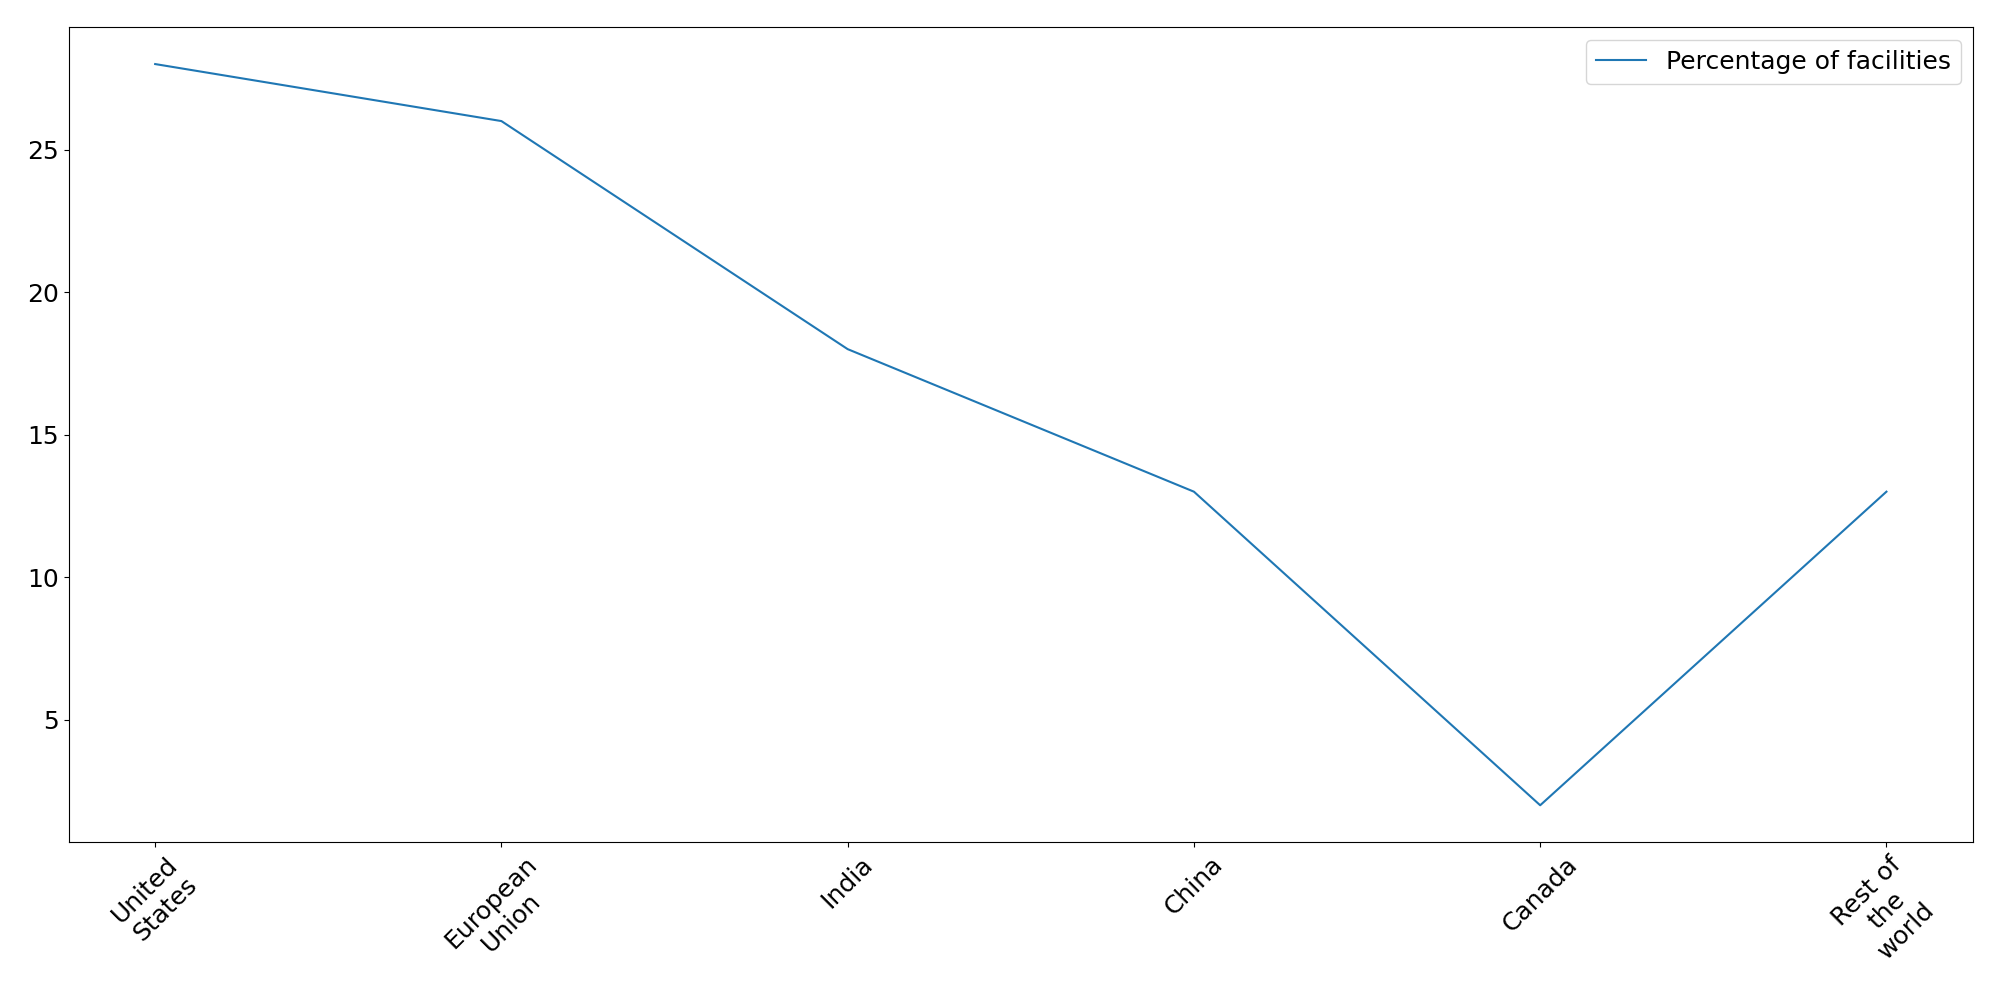 Percentage of facilities
25
20
15
10
5
United
States
European
Union
India
China
Canada
Rest of
the
world